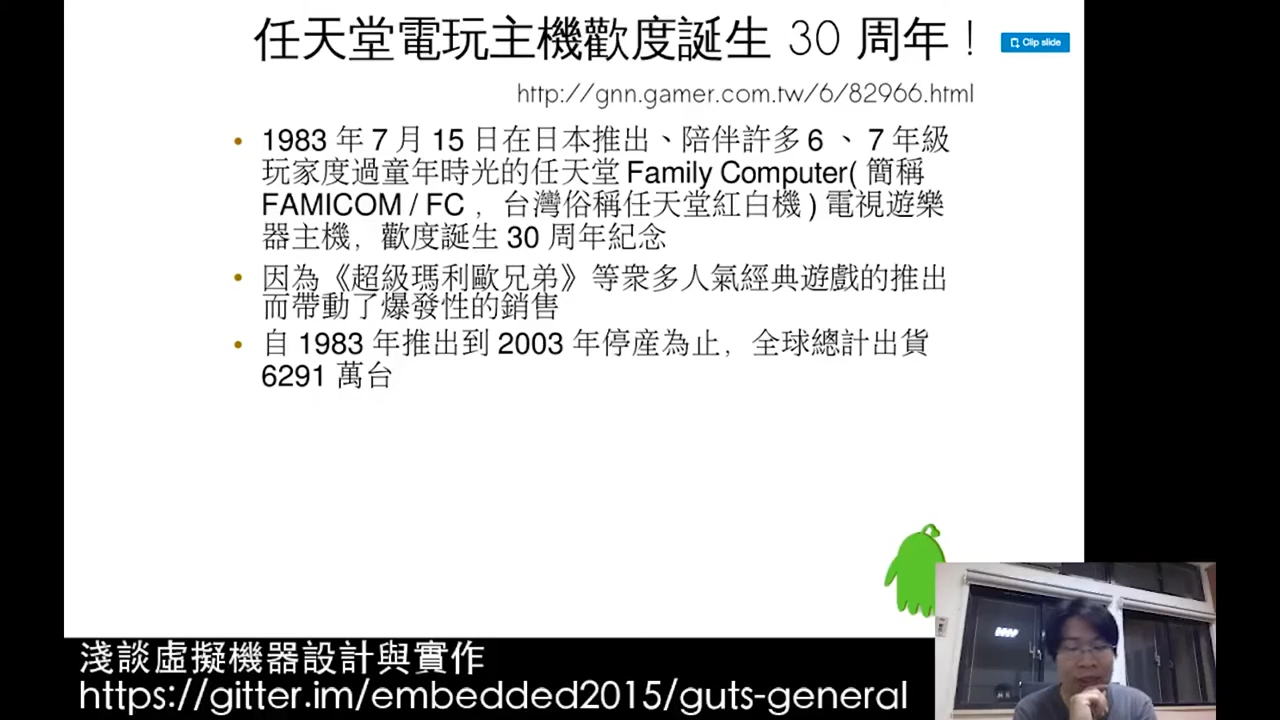 任天堂電玩主機歡度誕生 30 周年 !
Clip slide
http://gnn.gamer.com.tw/6/82966.html
• 1983 年 7 月 15 日在日本推出、陪伴許多 6 、 7 年級
玩家度過童年時光的任天堂 Family Computer( 簡稱
FAMICOM / FC ，台灣俗稱任天堂紅白機 ) 電視遊樂
器主機，歡度誕生 30 周年紀念
• 因為《超級瑪利歐兄弟》等眾多人氣經典遊戲的推出
而帶動了爆發性的銷售
• 自 1983 年推出到 2003 年停產為止，全球總計出貨
6291 萬台
淺談虛擬機器設計與實作
https://gitter.im/embedded2015/guts-general